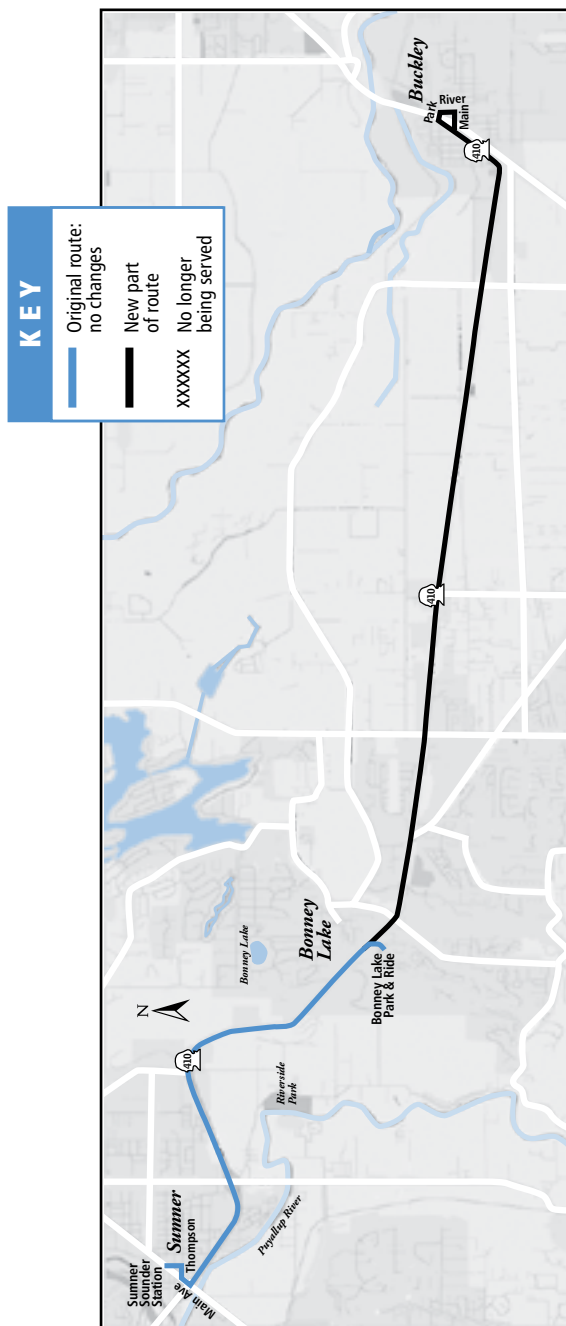 KEY
Original route:
no changes
New part
of route
XXXXXX
No longer
being served
Sumner
Sounder
Station
Main Ave
Sumner
Thompson
Puyallup River
410
Riverside
Park
N
Bonney Lake
Bonney
Lake
Bonney Lake
Park & Ride
410
410
Buckley
Park
River
Main